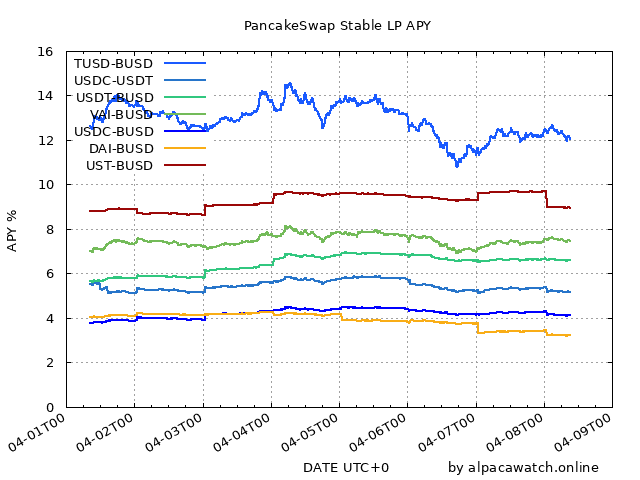 PancakeSwap Stable LP APY
16
14
12
10
8
6
4
2
0
APY %
TUSD-BUSD
USDC-USDT
USDT-BUSD
VAI-BUSD
USDC-BUSD
DAI-BUSD
UST-BUSD
04-01T00
04-02T00
04-03T00
04-04T00
04-05T00
04-06T00
04-07T00
04-08T00
04-09T00
DATE UTC+0
by alpacawatch.online